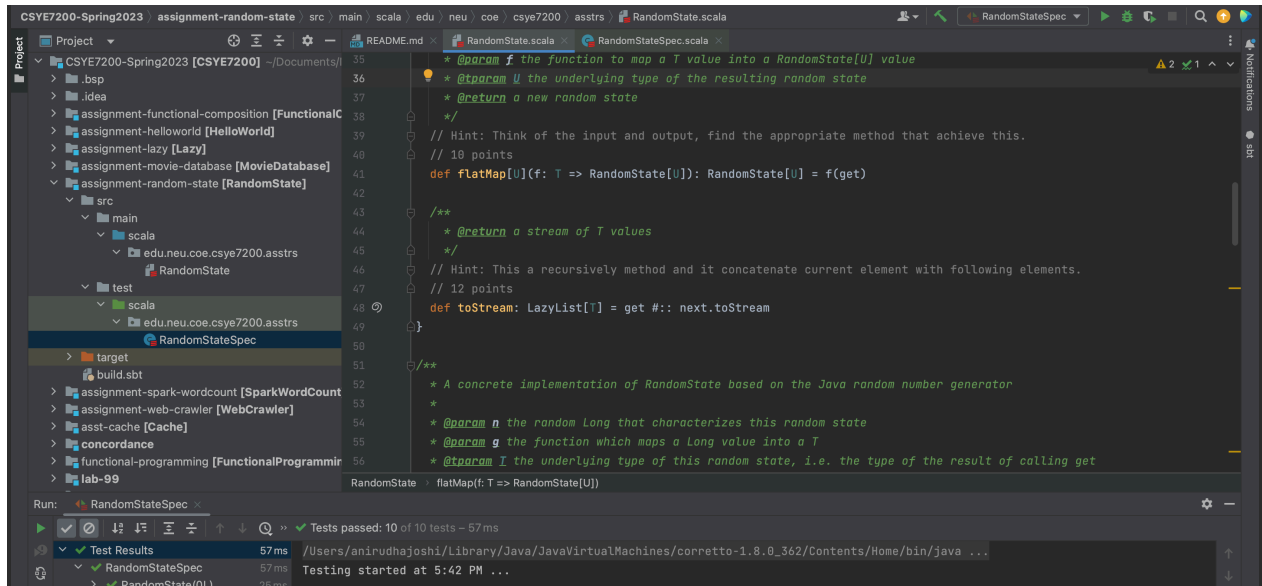 CSYE7200-Spring2023 〉 assignment-random-state 〉 src 〉 main 〉 scala 〉 edu 〉 neu 〉 coe 〉 csye7200 〉 asstrs 〉 RandomState.scala
RandomStateSpec
Project
Project
README.md
RandomState.scala
RandomStateSpec.scala
Notifications
sbt
CSYE7200-Spring2023 [CSYE7200] ~/Documents/
.bsp
.idea
assignment-functional-composition [FunctionalC
assignment-helloworld [HelloWorld]
assignment-lazy [Lazy]
assignment-movie-database [MovieDatabase]
assignment-random-state [RandomState]
src
main
scala
edu.neu.coe.csye7200.asstrs
RandomState
test
scala
edu.neu.coe.csye7200.asstrs
RandomStateSpec
target
build.sbt
assignment-spark-wordcount [SparkWordCount
assignment-web-crawler [WebCrawler]
asst-cache [Cache]
concordance
functional-programming [FunctionalProgrammin
lab-99
2 1
35 * @param f the function to map a T value into a RandomState[U] value
36 * @tparam U the underlying type of the resulting random state
37 * @return a new random state
38 */
39 // Hint: Think of the input and output, find the appropriate method that achieve this.
40 // 10 points
41 def flatMap[U](f: T => RandomState[U]): RandomState[U] = f(get)
42
43 /**
44 * @return a stream of T values
45 */
46 // Hint: This a recursively method and it concatenate current element with following elements.
47 // 12 points
48 def toStream: LazyList[T] = get #:: next.toStream
49 }
50
51 /**
52 * A concrete implementation of RandomState based on the Java random number generator
53 *
54 * @param n the random Long that characterizes this random state
55 * @param g the function which maps a Long value into a T
56 * @tparam T the underlying type of this random state, i.e. the type of the result of calling get
RandomState 〉 flatMap(f: T => RandomState[U])
Run: RandomStateSpec
Tests passed: 10 of 10 tests – 57 ms
Test Results 57 ms
RandomStateSpec 57 ms
RandomState(0L) 25 ms
/Users/anirudhajoshi/Library/Java/JavaVirtualMachines/corretto-1.8.0_362/Contents/Home/bin/java ...
Testing started at 5:42 PM ...